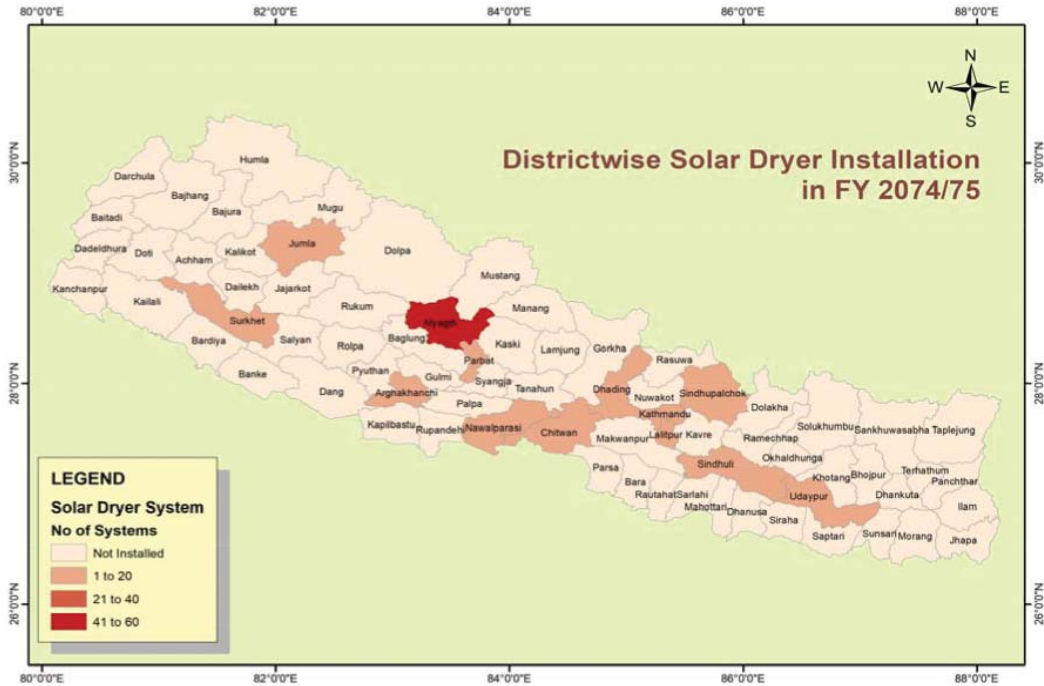 80°0'0"E 82°0'0"E 84°0'0"E 86°0'0"E 88°0'0"E
N
W E
S
30°0'0"N 30°0'0"N
Districtwise Solar Dryer Installation
in FY 2074/75
Humla
Darchula
Bajhang
Mugu
Bajura
Baitadi
Jumla
Dadeldhura
Doti
Kalikot
Dolpa
Achham
Mustang
Kanchanpur
Dailekh
Jajarkot
Kailali
Rukum
Manang
Surkhet
Bardiya
Salyan
Rolpa
Baglung
Kaski
Lamjung
Gorkha
Parbat
Rasuwa
Banke
Pyuthan
Gulmi
Syangja
Dang
Arghakhanchi
Tanahun
Dhading
Nuwakot
Sindhupalchok
28°0'0"N 28°0'0"N
Palpa
Dolakha
Kapilbastu
Rupandehi
Nawalparasi
Chitwan
Kathmandu
Makwanpur
Lalitpur
Kavre
Ramechhap
Solukhumbu
Sankhuwasabha
Taplejung
Parsa
Sindhuli
Okhaldhunga
Bara
Khotang
Bhojpur
Terhathum
Panchthar
Rautahat
Sarlahi
Udaypur
Dhankuta
Mahottari
Dhanusa
Siraha
Ilam
Saptari
Sunsari
Morang
Jhapa
LEGEND
Solar Dryer System
No of Systems
Not Installed
1 to 20
21 to 40
41 to 60
26°0'0"N 26°0'0"N
80°0'0"E 82°0'0"E 84°0'0"E 86°0'0"E 88°0'0"E